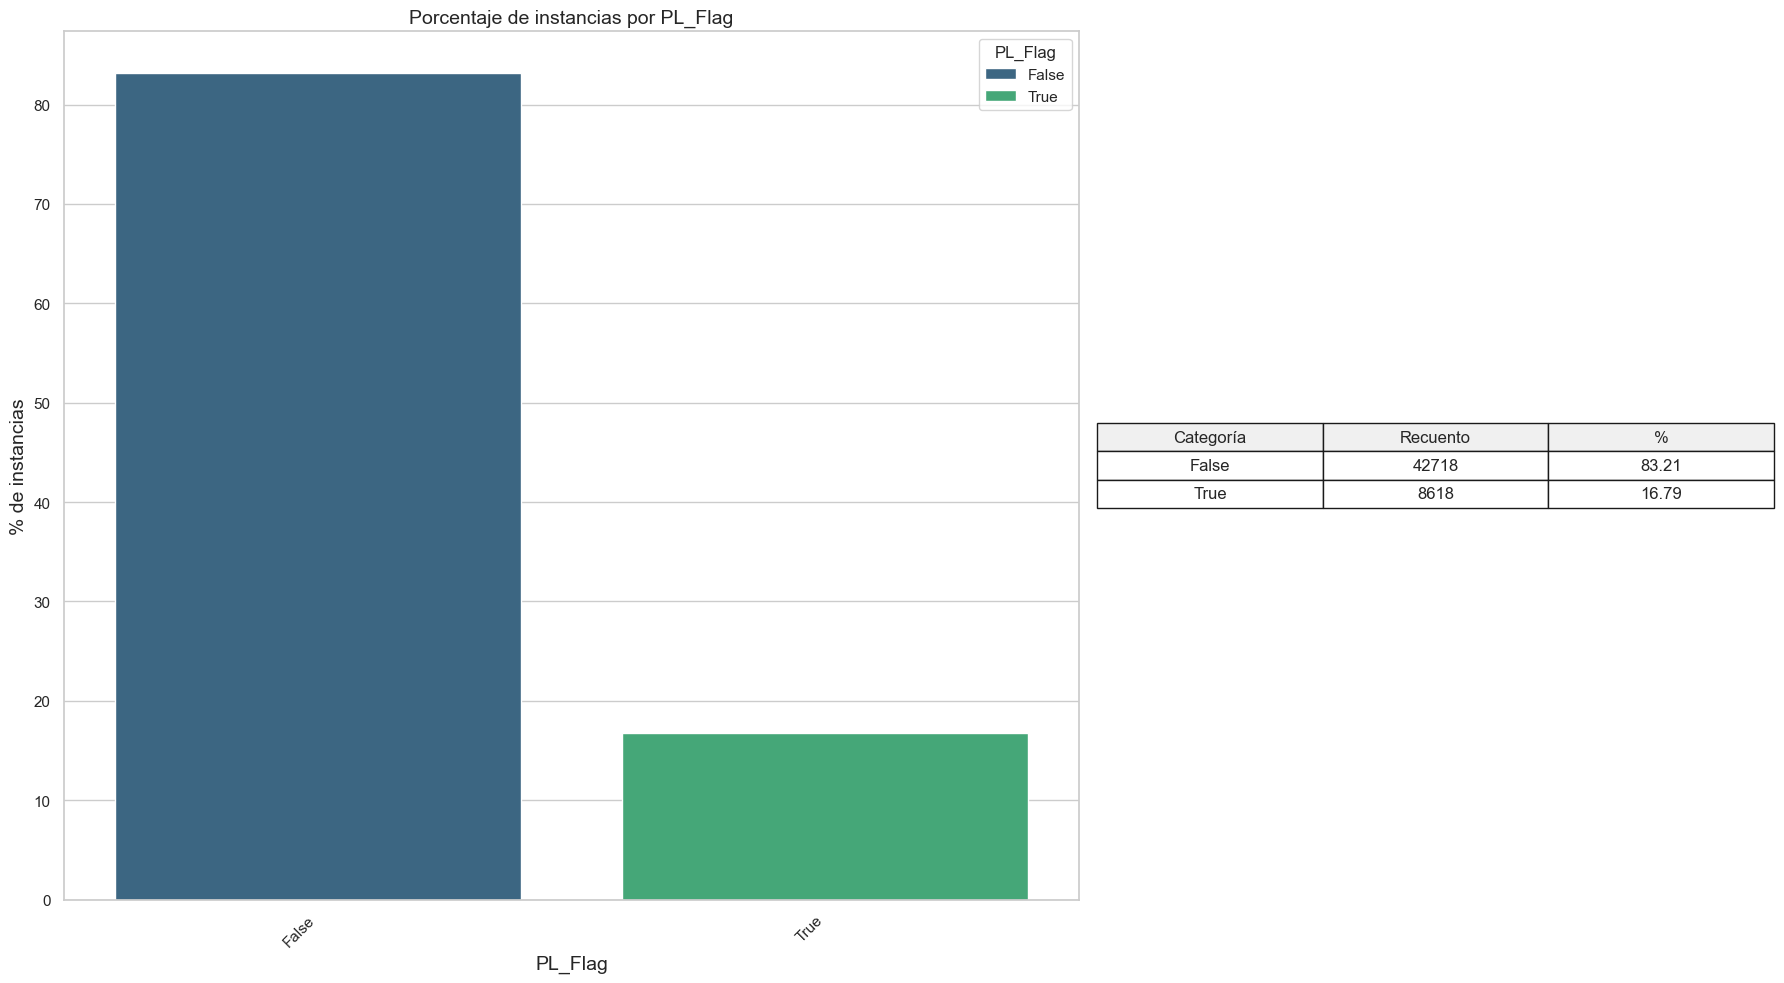 Porcentaje de instancias por PL_Flag
PL_Flag
False
True
% de instancias
80
70
60
50
40
30
20
10
0
False
True
PL_Flag
Categoría Recuento %
False 42718 83.21
True 8618 16.79